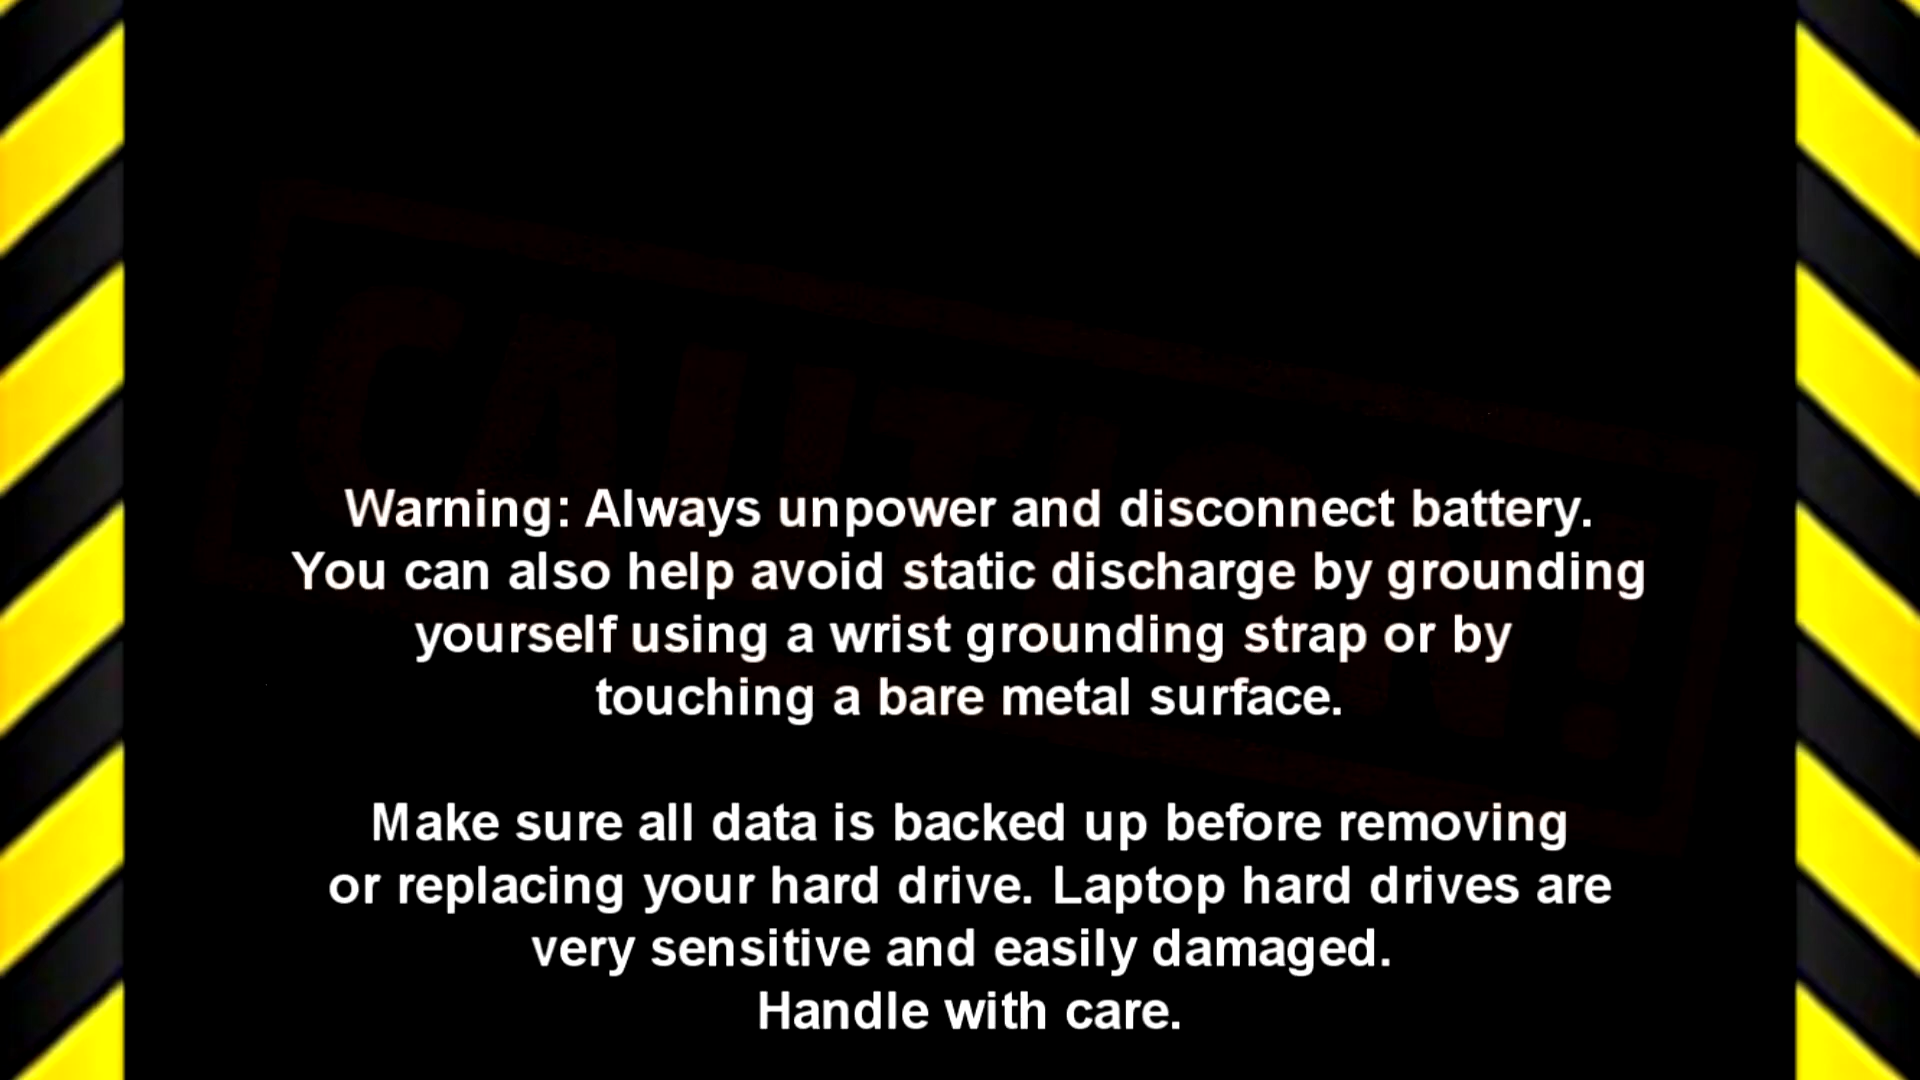 CAUTION!
Warning: Always unpower and disconnect battery.
You can also help avoid static discharge by grounding
yourself using a wrist grounding strap or by
touching a bare metal surface.
Make sure all data is backed up before removing
or replacing your hard drive. Laptop hard drives are
very sensitive and easily damaged.
Handle with care.